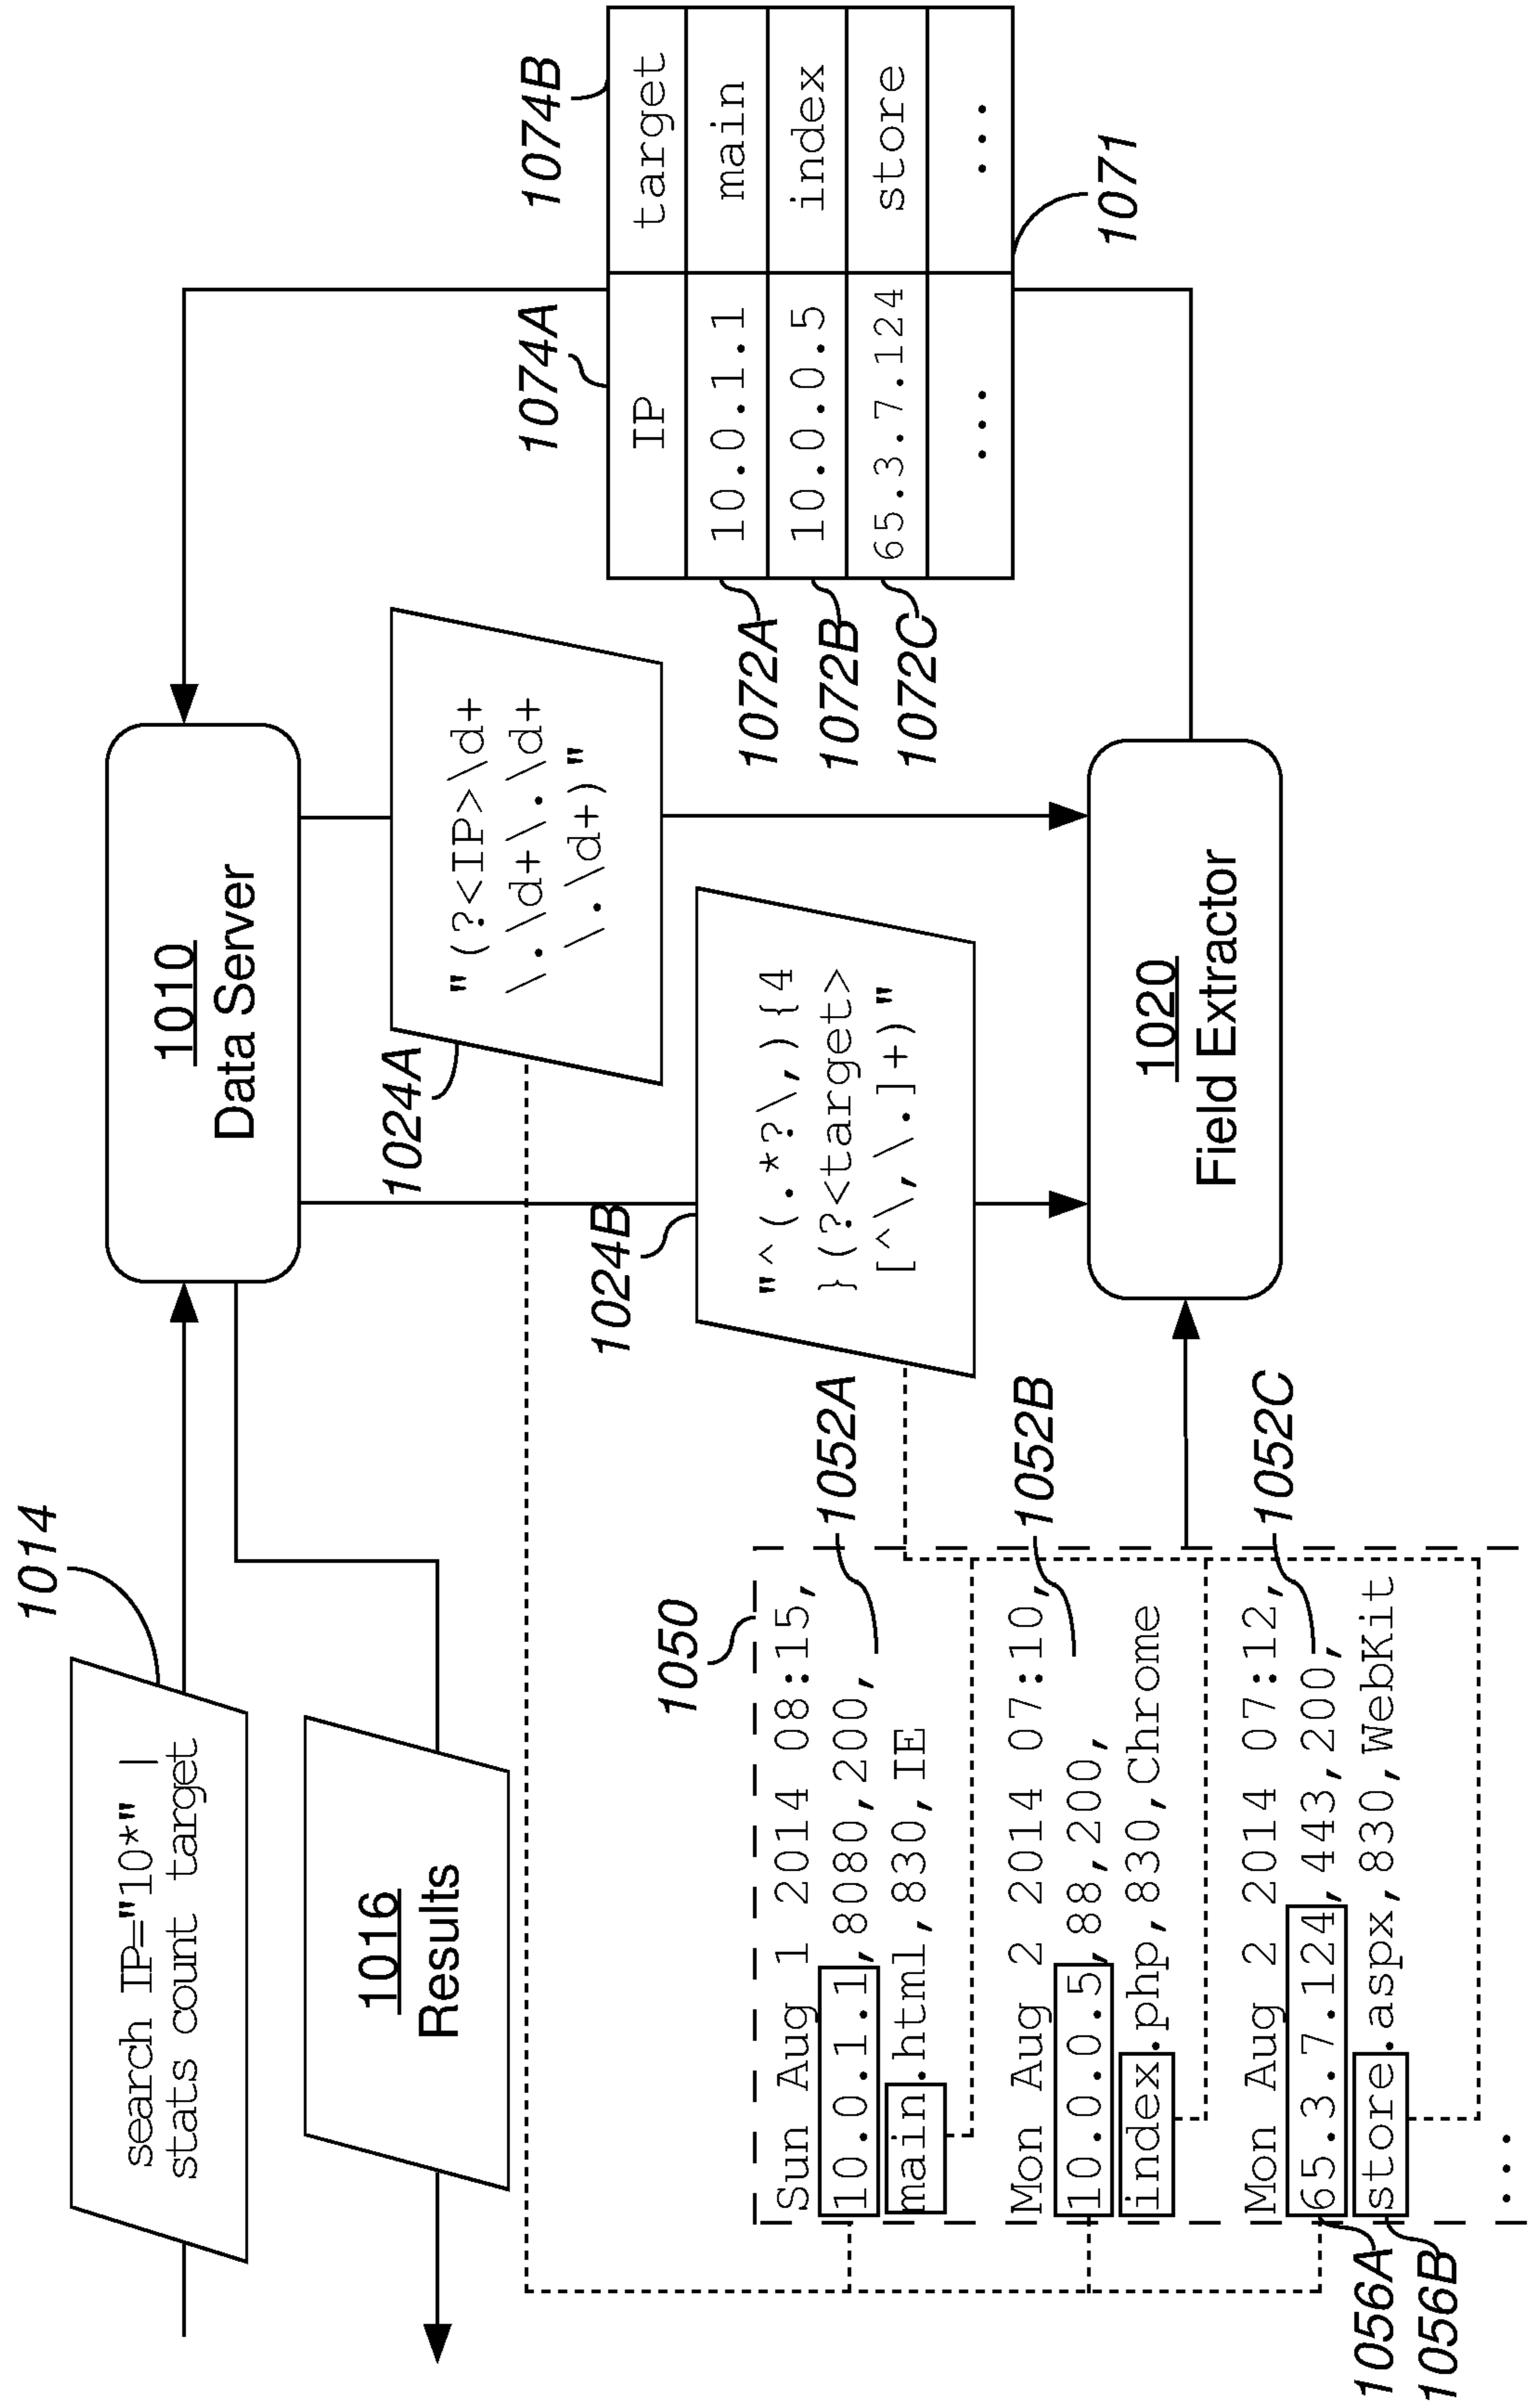 1014
search IP="10*" |
stats count target
1016
Results
1010
Data Server
1024A
"(?<IP>\d+
\.\d+\.\d+
\.\d+)"
1024B
"^(.*?\,){4
}(?<target>
[^\,\.]+)"
1074A
1074B
IP target
10.0.1.1 main
10.0.0.5 index
65.3.7.124 store
... ...
1072A
1072B
1072C
1071
1020
Field Extractor
1050
Sun Aug 1 2014 08:15,
10.0.1.1,8080,200,
main.html,830,IE
1052A
Mon Aug 2 2014 07:10,
10.0.0.5,88,200,
index.php,830,Chrome
1052B
Mon Aug 2 2014 07:12,
65.3.7.124,443,200,
store.aspx,830,WebKit
1052C
...
1056A
1056B